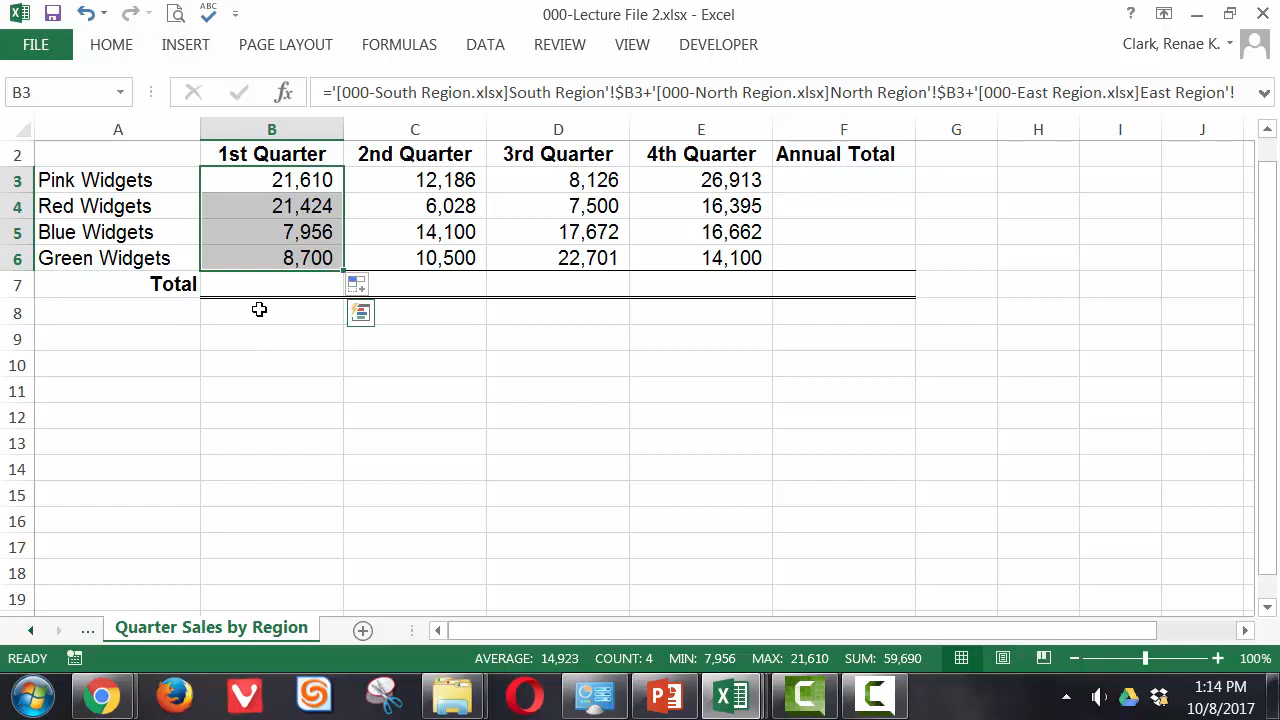 ABC
000-Lecture File 2.xlsx - Excel
?
FILE HOME INSERT PAGE LAYOUT FORMULAS DATA REVIEW VIEW DEVELOPER Clark, Renae K.
B3 fx ='[000-South Region.xlsx]South Region'!$B3+'[000-North Region.xlsx]North Region'!$B3+'[000-East Region.xlsx]East Region'!
A B C D E F G H I J
2 1st Quarter 2nd Quarter 3rd Quarter 4th Quarter Annual Total
3 Pink Widgets 21,610 12,186 8,126 26,913
4 Red Widgets 21,424 6,028 7,500 16,395
5 Blue Widgets 7,956 14,100 17,672 16,662
6 Green Widgets 8,700 10,500 22,701 14,100
7 Total
8
9
10
11
12
13
14
15
16
17
18
19
... Quarter Sales by Region
READY AVERAGE: 14,923 COUNT: 4 MIN: 7,956 MAX: 21,610 SUM: 59,690 100%
1:14 PM
10/8/2017